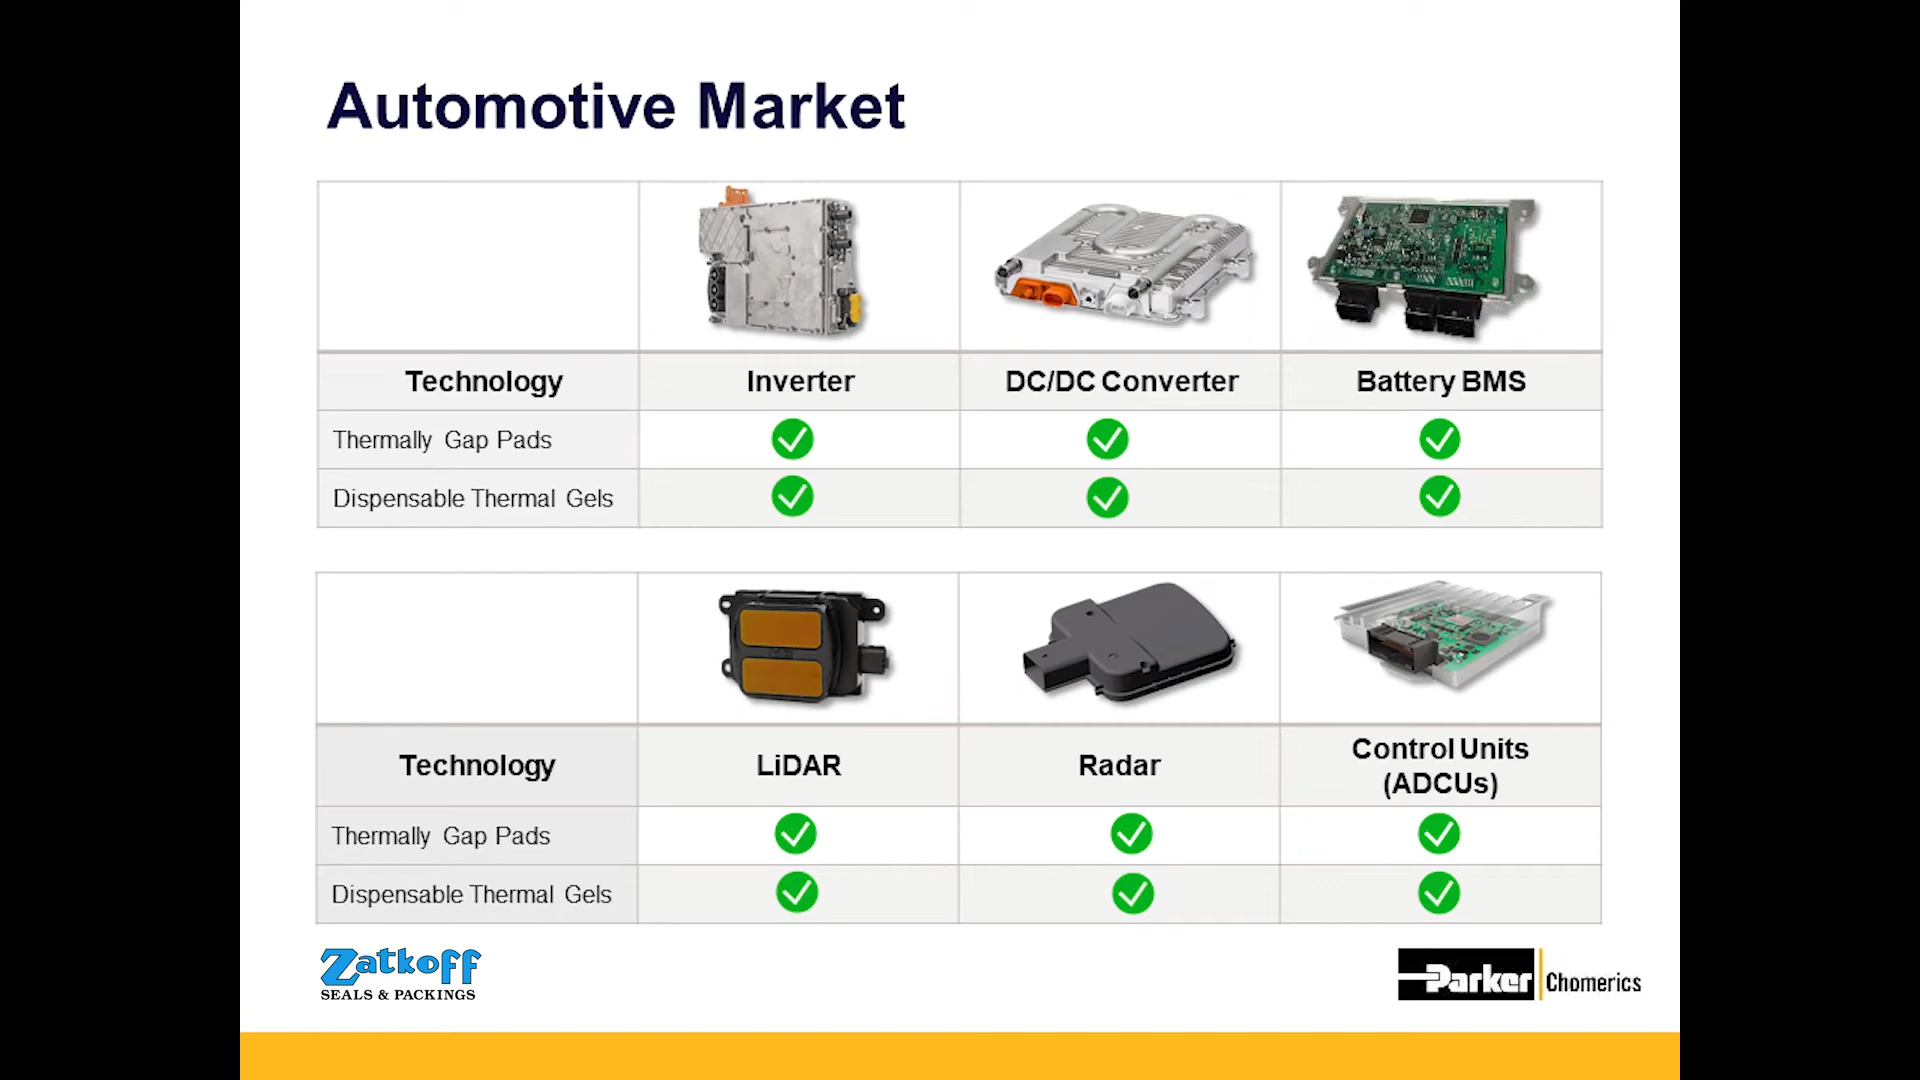 Automotive Market
Technology Inverter DC/DC Converter Battery BMS
Thermally Gap Pads
Dispensable Thermal Gels
Technology LiDAR Radar Control Units
(ADCUs)
Thermally Gap Pads
Dispensable Thermal Gels
Zatkoff
SEALS & PACKINGS
Parker Chomerics